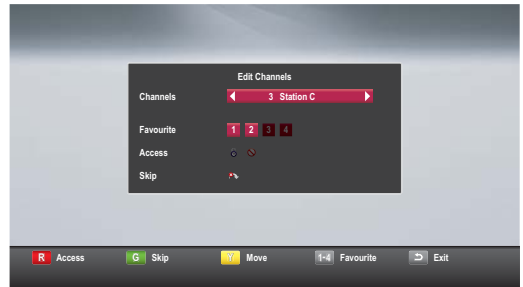 Edit Channels
Channels 3 Station C
Favourite 1 2 3 4
Access
Skip
R Access G Skip Y Move 1-4 Favourite Exit